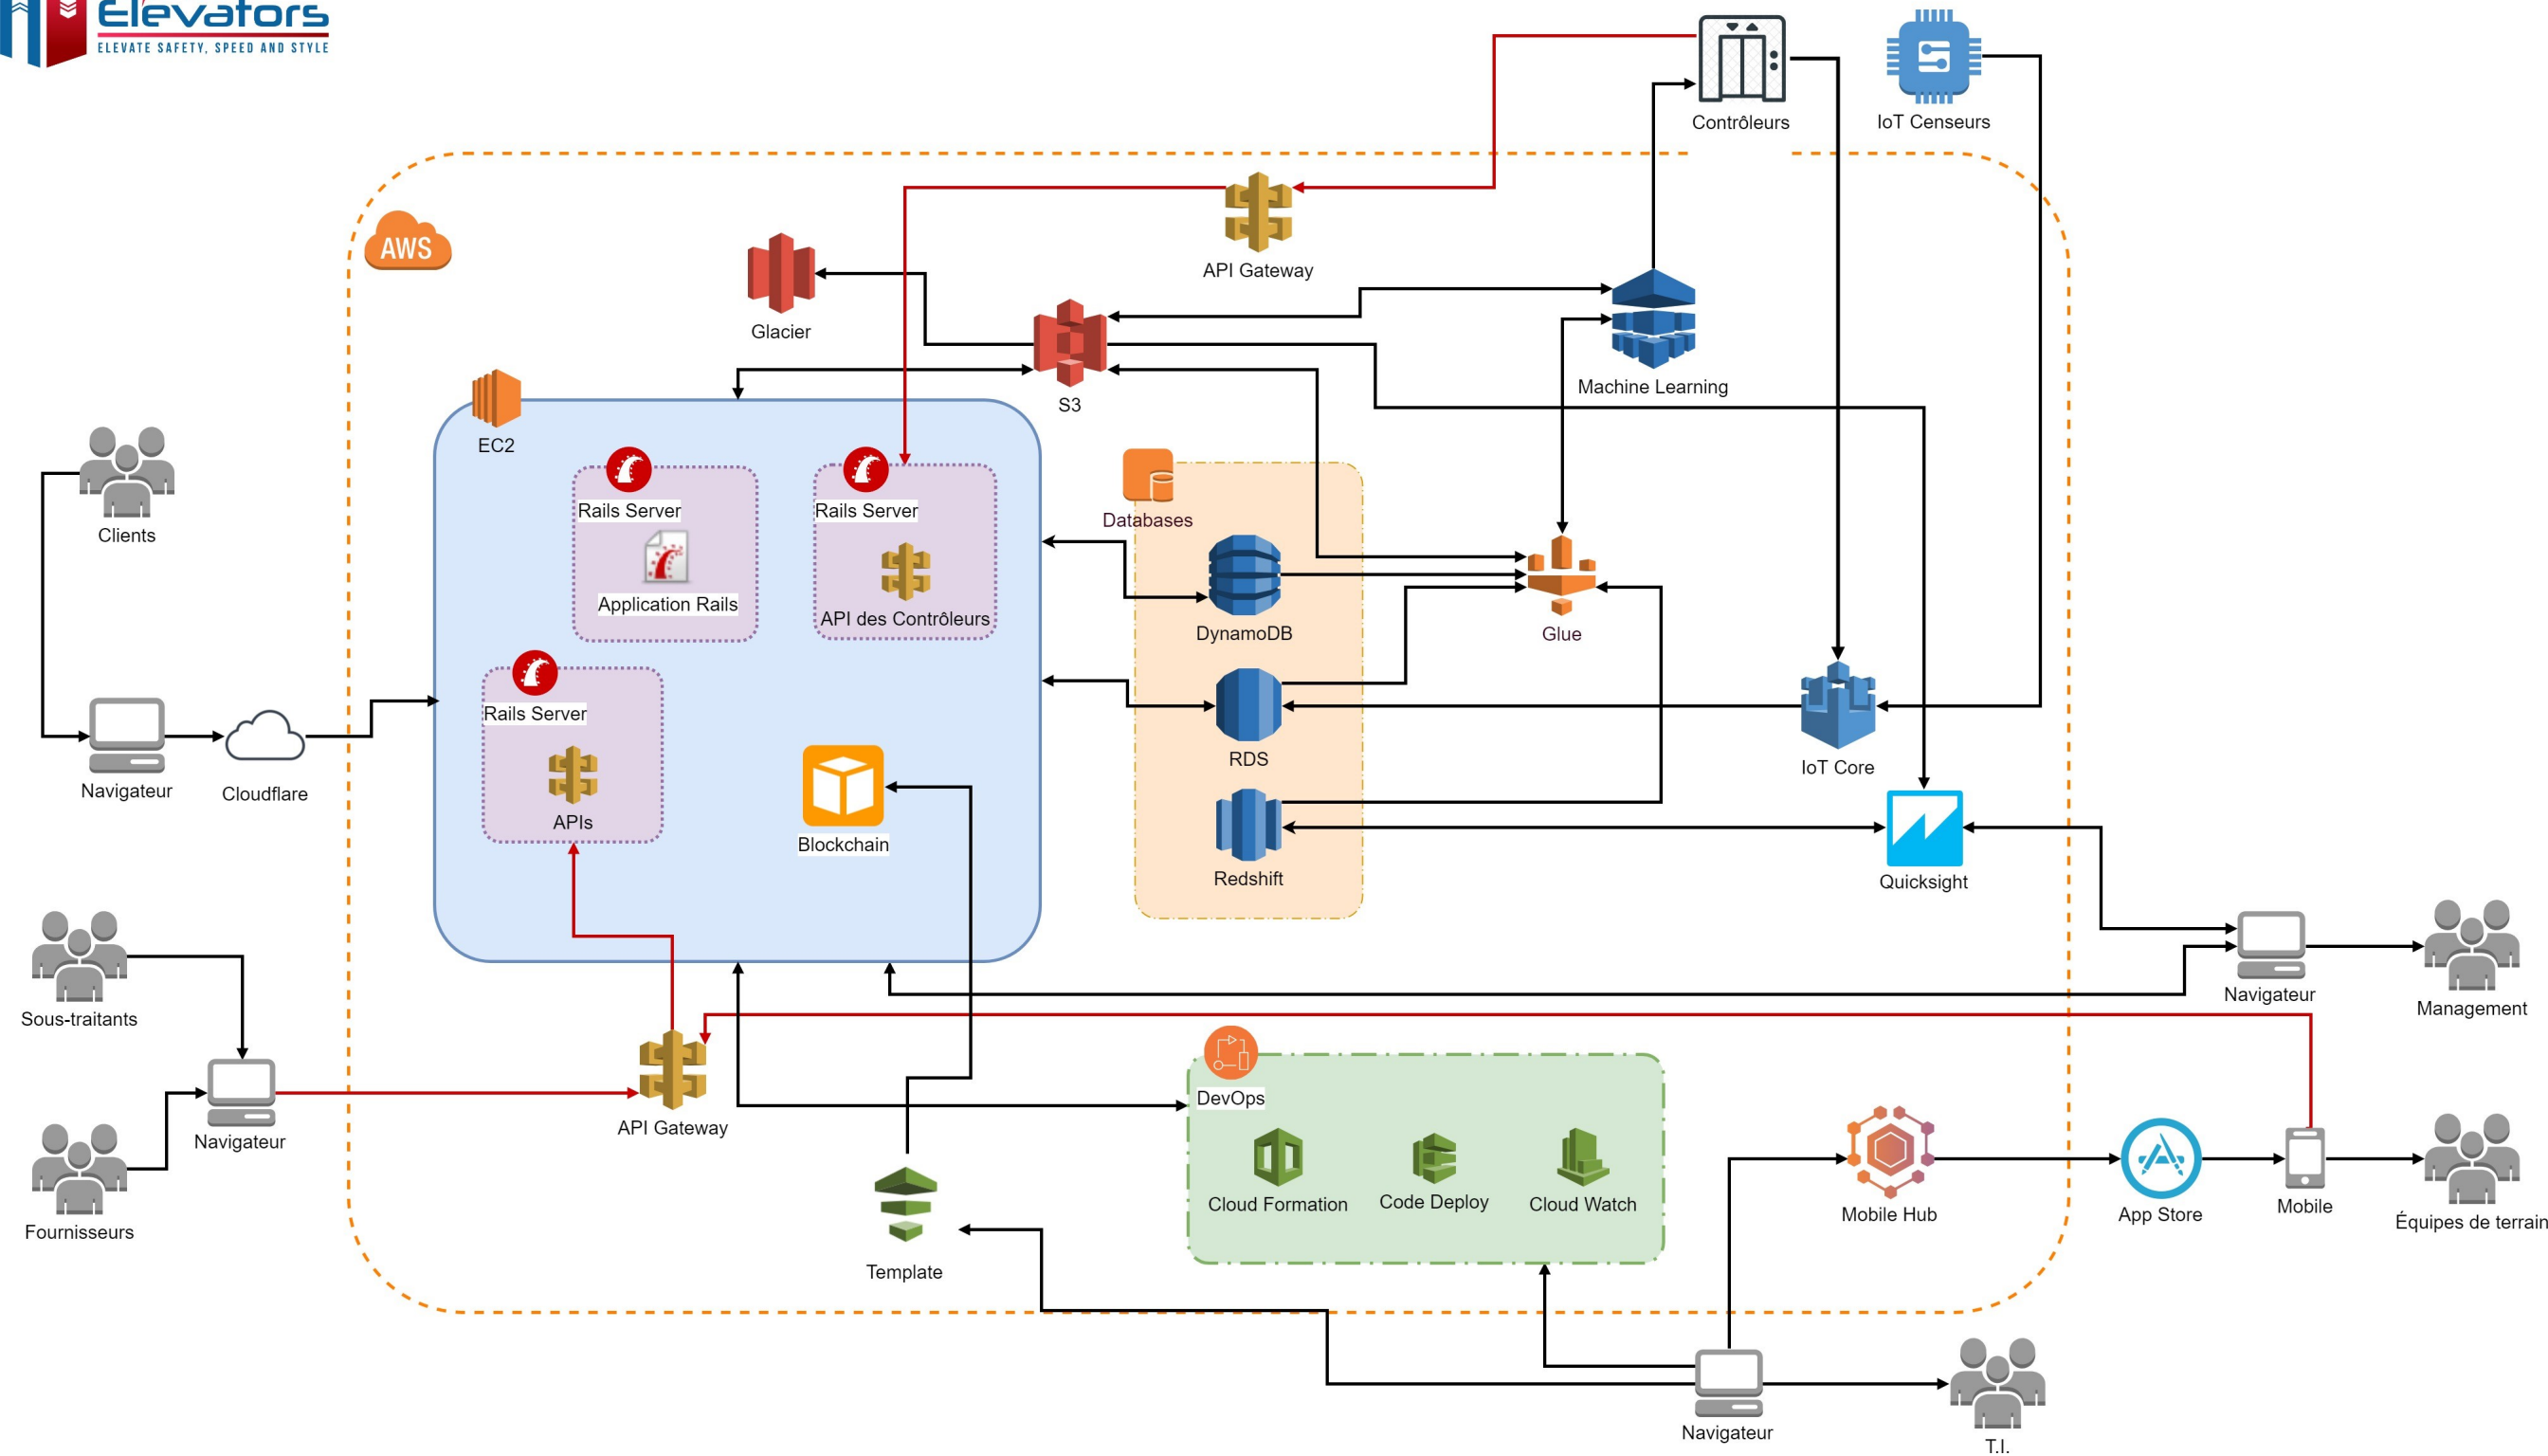 Elevators
ELEVATE SAFETY, SPEED AND STYLE
Contrôleurs
IoT Censeurs
AWS
API Gateway
Glacier
S3
Machine Learning
EC2
Rails Server
Application Rails
Rails Server
API des Contrôleurs
Databases
DynamoDB
Glue
Clients
Rails Server
APIs
Blockchain
RDS
IoT Core
Navigateur
Cloudflare
Redshift
Quicksight
Sous-traitants
Navigateur
Management
Navigateur
Fournisseurs
API Gateway
DevOps
Cloud Formation
Code Deploy
Cloud Watch
Template
Mobile Hub
App Store
Mobile
Équipes de terrain
Navigateur
T.I.